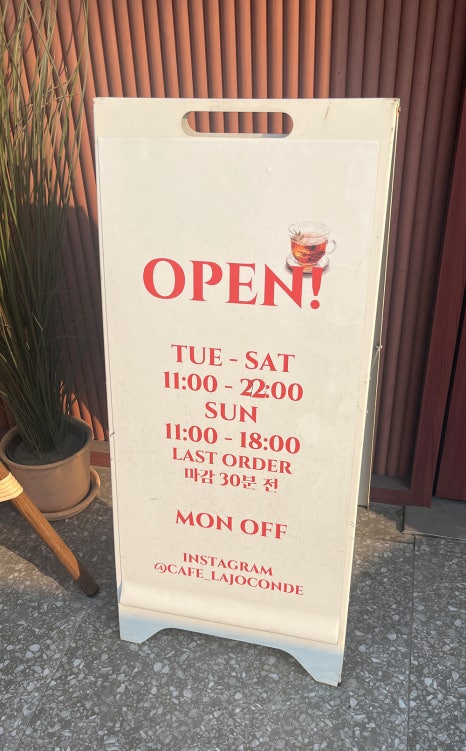 OPEN!
TUE - SAT
11:00 - 22:00
SUN
11:00 - 18:00
LAST ORDER
마감 30분 전
MON OFF
INSTAGRAM
@CAFE_LAJOCONDE